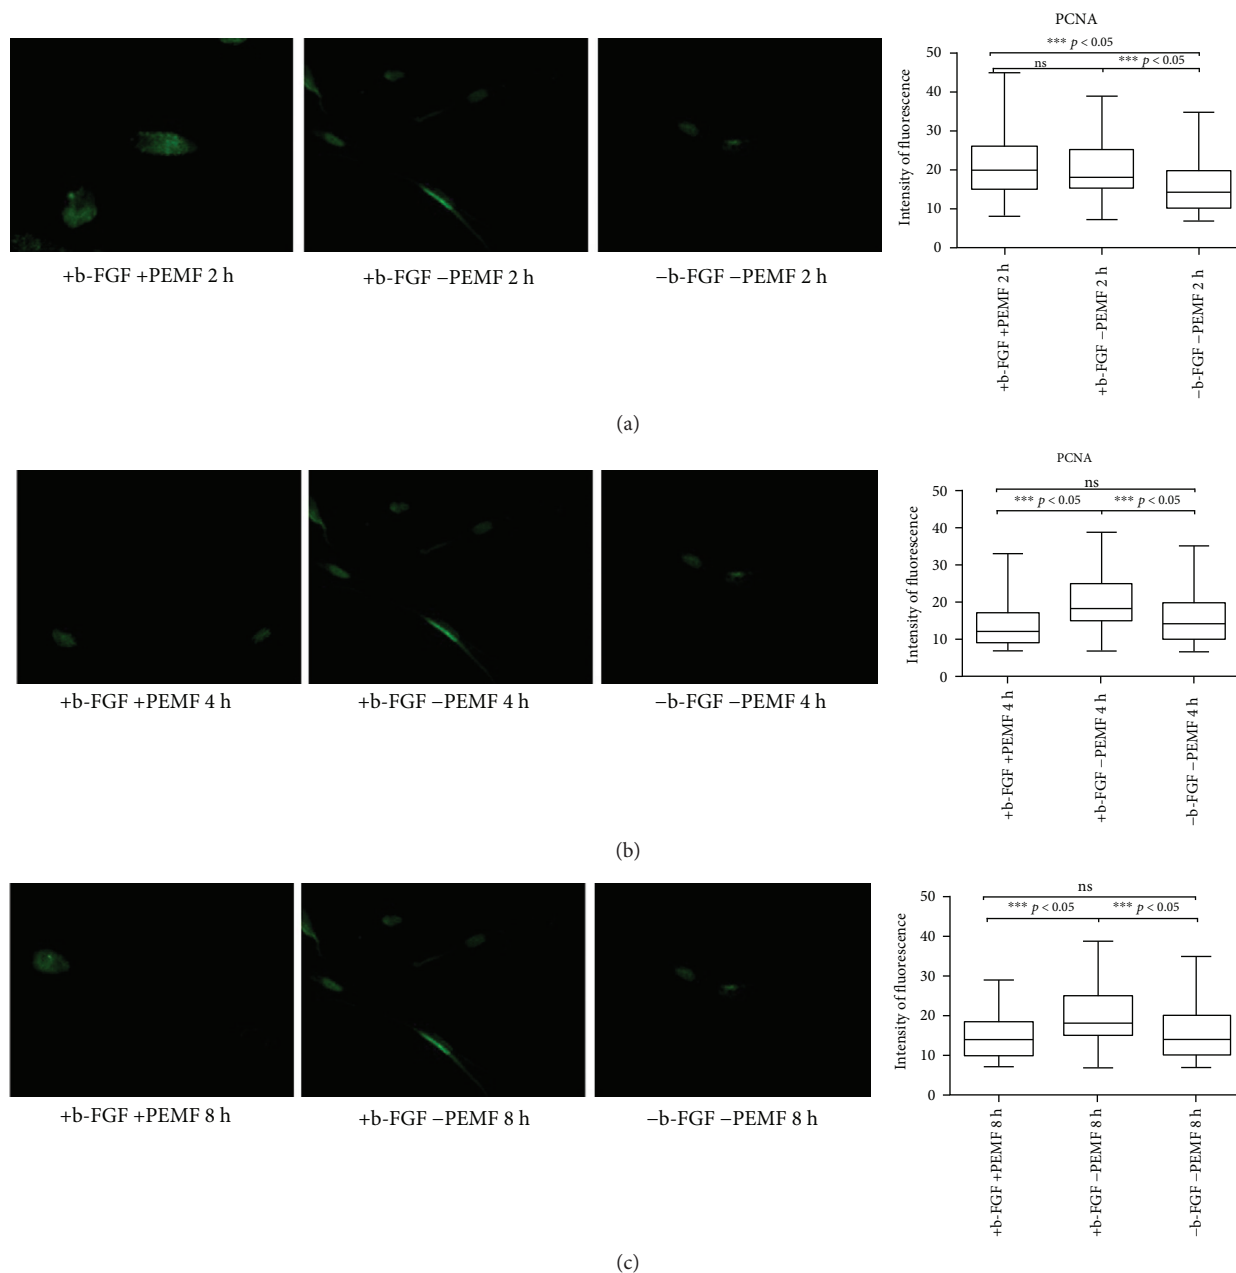 +b-FGF +PEMF 2 h
+b-FGF −PEMF 2 h
−b-FGF −PEMF 2 h
PCNA
*** p < 0.05
ns
*** p < 0.05
50
40
30
20
10
0
Intensity of fluorescence
+b-FGF +PEMF 2 h
+b-FGF −PEMF 2 h
−b-FGF −PEMF 2 h
(a)
+b-FGF +PEMF 4 h
+b-FGF −PEMF 4 h
−b-FGF −PEMF 4 h
PCNA
ns
*** p < 0.05
*** p < 0.05
50
40
30
20
10
0
Intensity of fluorescence
+b-FGF +PEMF 4 h
+b-FGF −PEMF 4 h
−b-FGF −PEMF 4 h
(b)
+b-FGF +PEMF 8 h
+b-FGF −PEMF 8 h
−b-FGF −PEMF 8 h
ns
*** p < 0.05
*** p < 0.05
50
40
30
20
10
0
Intensity of fluorescence
+b-FGF +PEMF 8 h
+b-FGF −PEMF 8 h
−b-FGF −PEMF 8 h
(c)